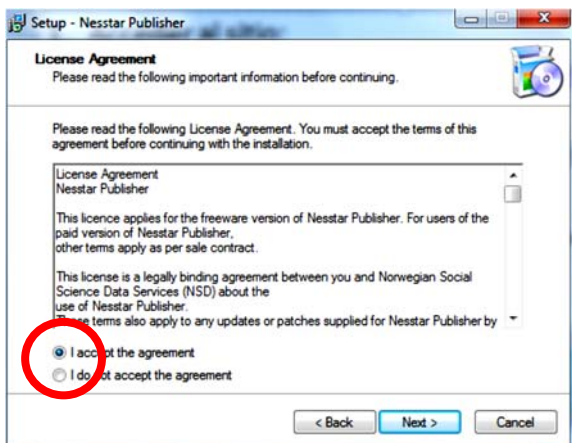 Setup - Nesstar Publisher
License Agreement
Please read the following important information before continuing.
Please read the following License Agreement. You must accept the terms of this
agreement before continuing with the installation.
License Agreement
Nesstar Publisher
This licence applies for the freeware version of Nesstar Publisher. For users of the
paid version of Nesstar Publisher,
other terms apply as per sale contract.
This license is a legally binding agreement between you and Norwegian Social
Science Data Services (NSD) about the
use of Nesstar Publisher.
These terms also apply to any updates or patches supplied for Nesstar Publisher by
I accept the agreement
I do not accept the agreement
< Back
Next >
Cancel